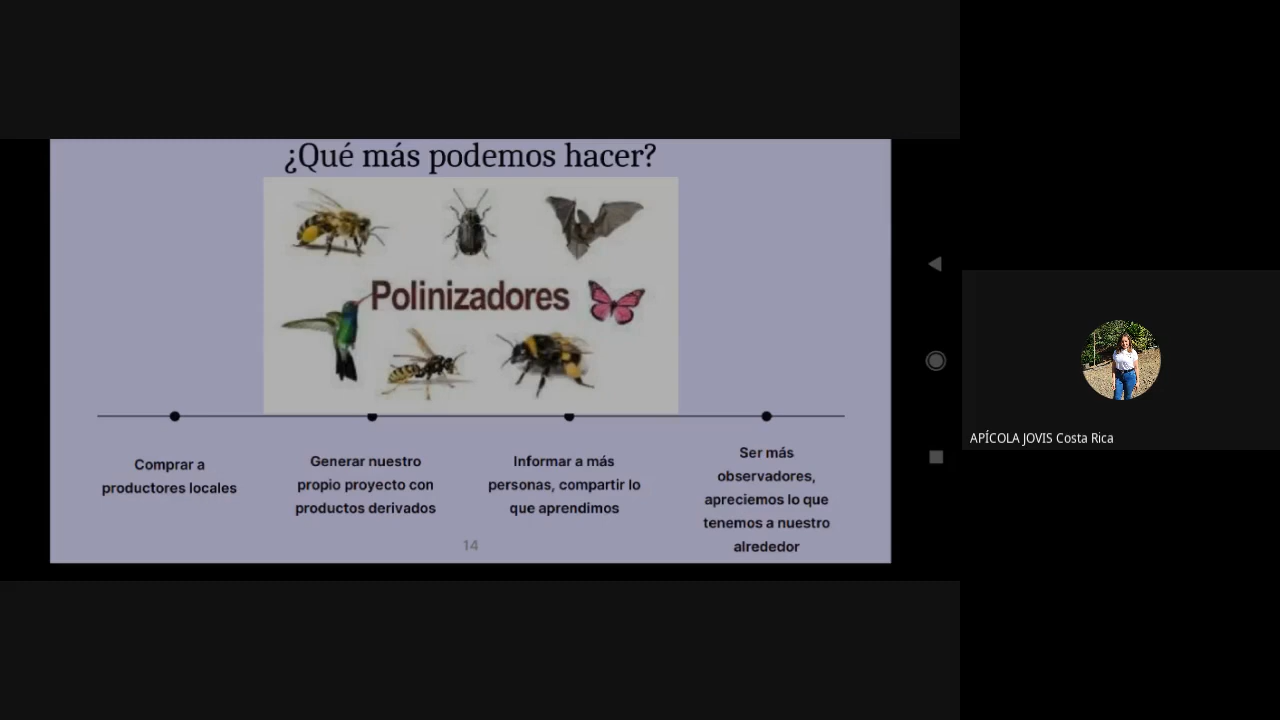 ¿Qué más podemos hacer?
Polinizadores
Comprar a
productores locales
Generar nuestro
propio proyecto con
productos derivados
Informar a más
personas, compartir lo
que aprendimos
Ser más
observadores,
apreciemos lo que
tenemos a nuestro
alrededor
14
APÍCOLA JOVIS Costa Rica